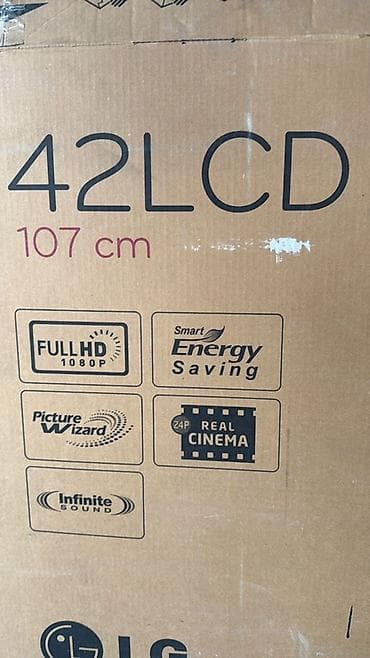 42LCD
107 cm
FULL HD
1080P
Smart
Energy
Saving
Picture
Wizard
24P REAL
CINEMA
Infinite
SOUND
LG